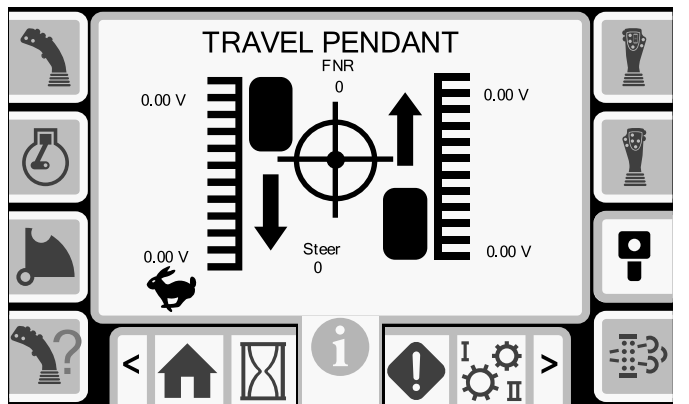 TRAVEL PENDANT
FNR
0
0.00 V
0.00 V
0.00 V
Steer
0
0.00 V
?
< i ! I II >